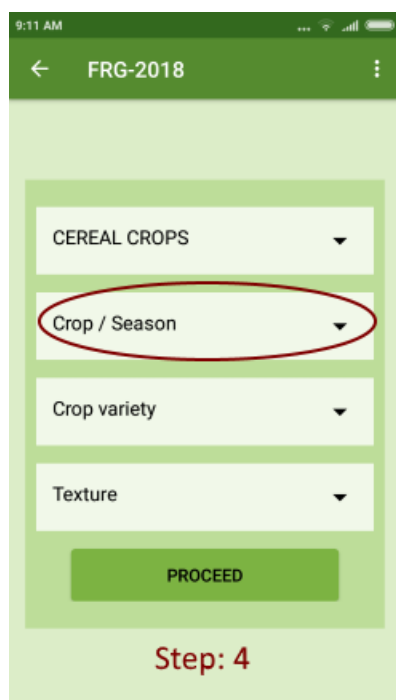 9:11 AM
FRG-2018
CEREAL CROPS
Crop / Season
Crop variety
Texture
PROCEED
Step: 4